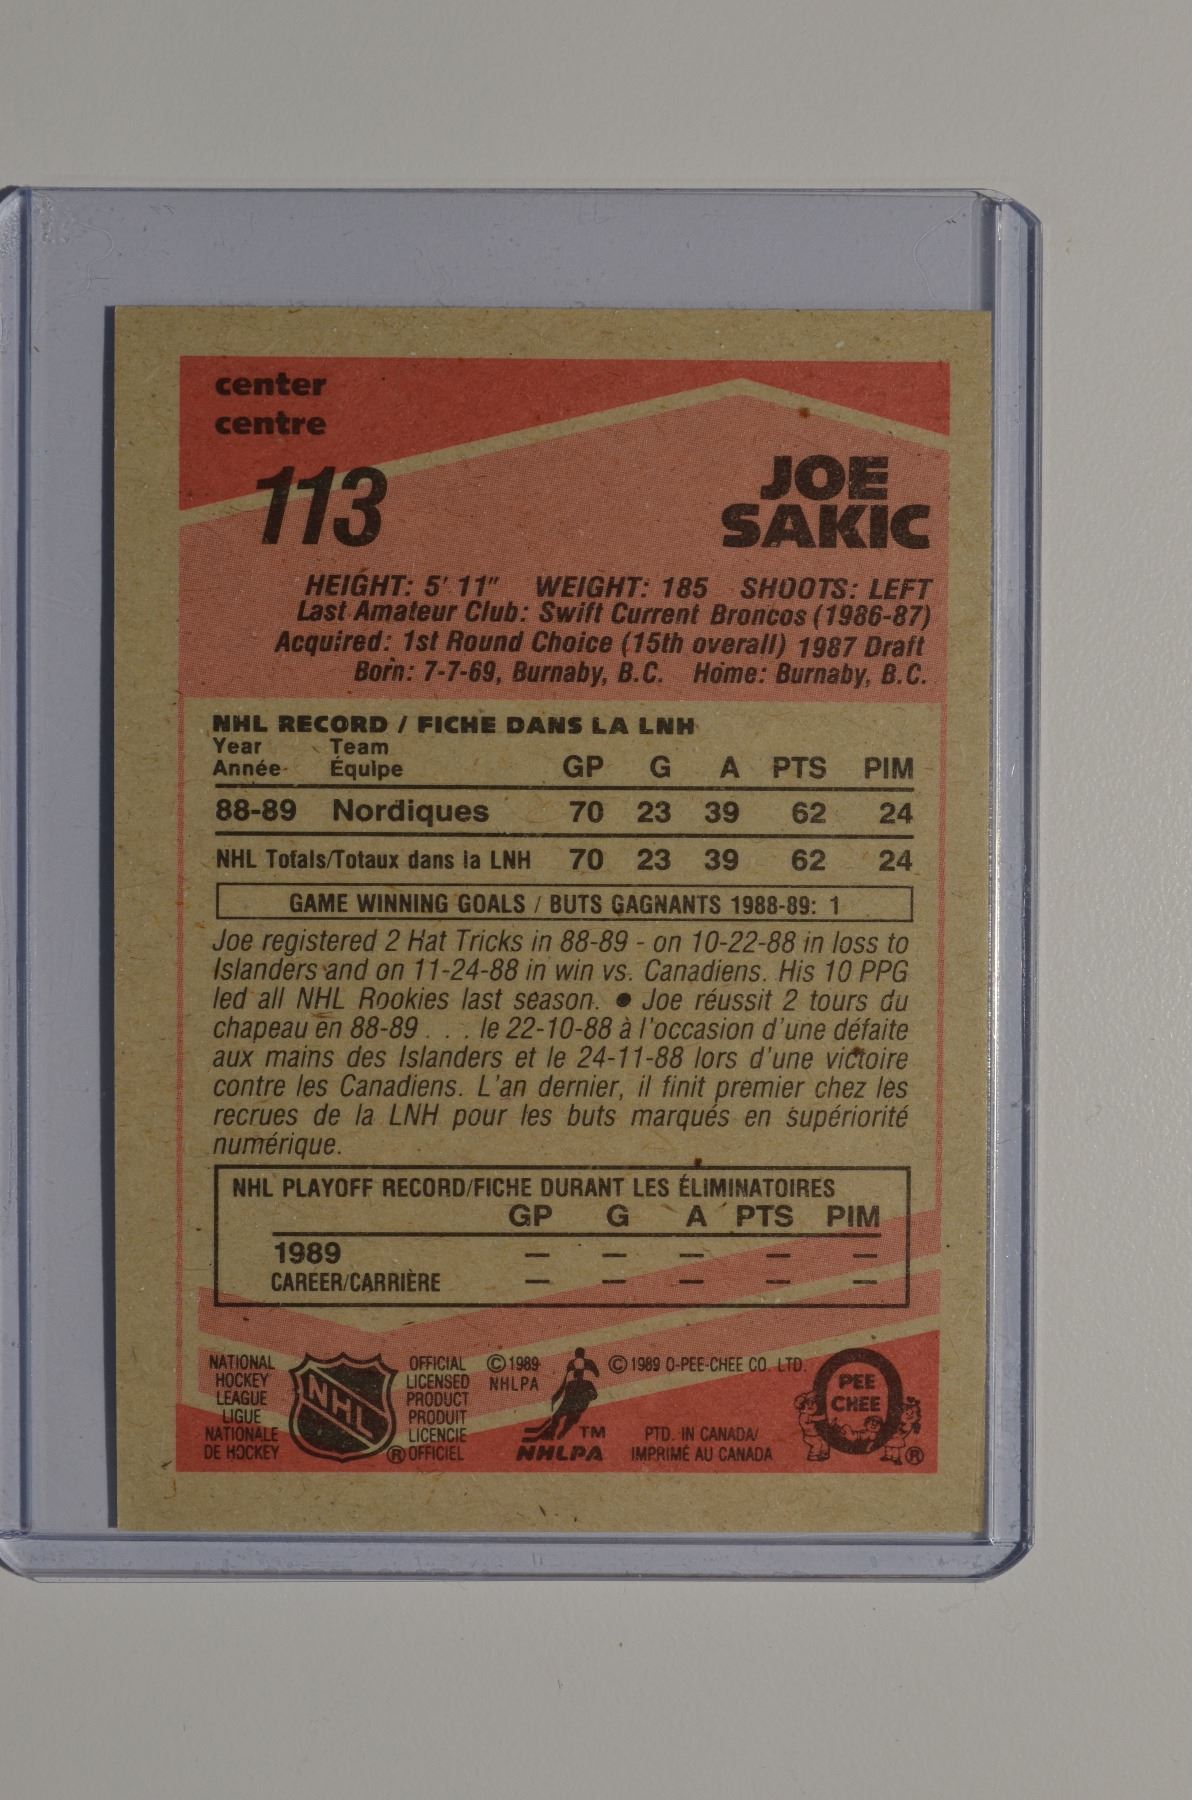 center
centre
113
JOE
SAKIC
HEIGHT: 5' 11" WEIGHT: 185 SHOOTS: LEFT
Last Amateur Club: Swift Current Broncos (1986-87)
Acquired: 1st Round Choice (15th overall) 1987 Draft
Born: 7-7-69, Burnaby, B.C. Home: Burnaby, B.C.
NHL RECORD / FICHE DANS LA LNH
Year Team
Année Équipe GP G A PTS PIM
88-89 Nordiques 70 23 39 62 24
NHL Totals/Totaux dans la LNH 70 23 39 62 24
GAME WINNING GOALS / BUTS GAGNANTS 1988-89: 1
Joe registered 2 Hat Tricks in 88-89 - on 10-22-88 in loss to
Islanders and on 11-24-88 in win vs. Canadiens. His 10 PPG
led all NHL Rookies last season. ● Joe réussit 2 tours du
chapeau en 88-89 . . . le 22-10-88 à l'occasion d'une défaite
aux mains des Islanders et le 24-11-88 lors d'une victoire
contre les Canadiens. L'an dernier, il finit premier chez les
recrues de la LNH pour les buts marqués en supériorité
numérique.
NHL PLAYOFF RECORD/FICHE DURANT LES ÉLIMINATOIRES
GP G A PTS PIM
1989 — — — — —
CAREER/CARRIÈRE — — — — —
NATIONAL
HOCKEY
LEAGUE
LIGUE
NATIONALE
DE HOCKEY
NHL
®
OFFICIAL
LICENSED
PRODUCT
PRODUIT
LICENCIE
OFFICIEL
© 1989
NHLPA
TM
NHLPA
© 1989 O-PEE-CHEE CO. LTD.
PTD. IN CANADA/
IMPRIMÉ AU CANADA
O
PEE
CHEE
®